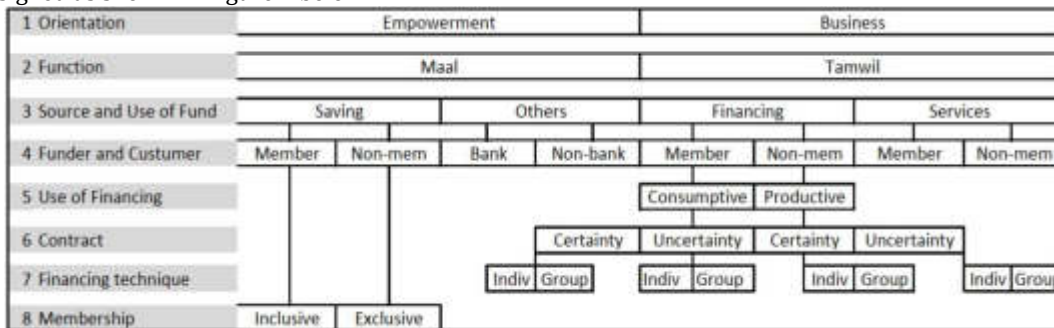 1 Orientation Empowerment Business
2 Function Maal Tamwil
3 Source and Use of Fund Saving Others Financing Services
4 Funder and Custumer Member Non-mem Bank Non-bank Member Non-mem Member Non-mem
5 Use of Financing Consumptive Productive
6 Contract Certainty Uncertainty Certainty Uncertainty
7 Financing technique Indiv Group Indiv Group Indiv Group Indiv Group
8 Membership Inclusive Exclusive